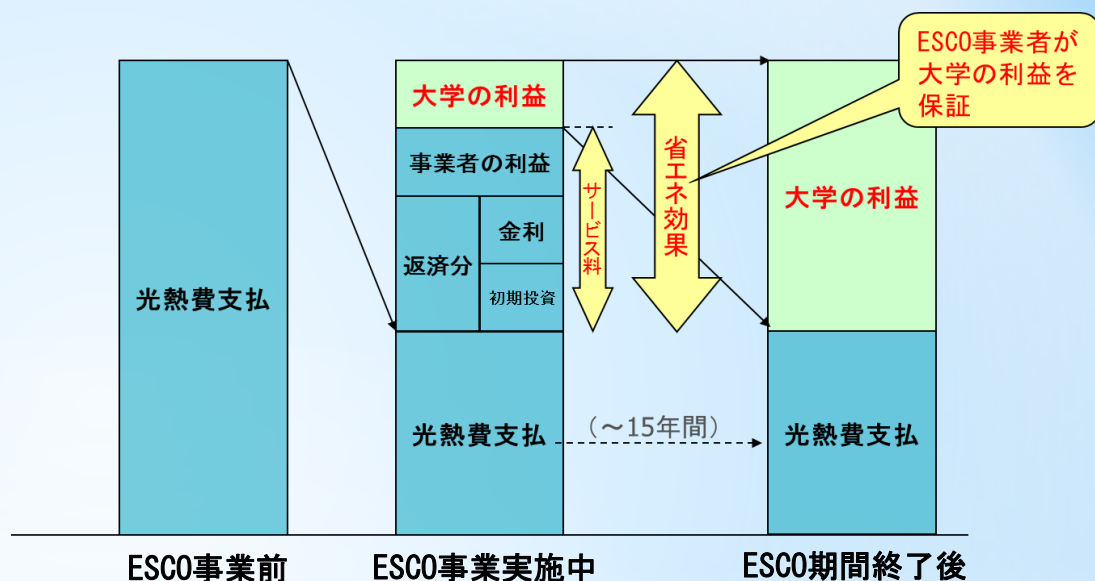 ESCO事業者が
大学の利益を
保証
大学の利益
事業者の利益
返済分
金利
初期投資
サービス料
省エネ効果
大学の利益
光熱費支払
光熱費支払
(～15年間)
光熱費支払
ESCO事業前
ESCO事業実施中
ESCO期間終了後